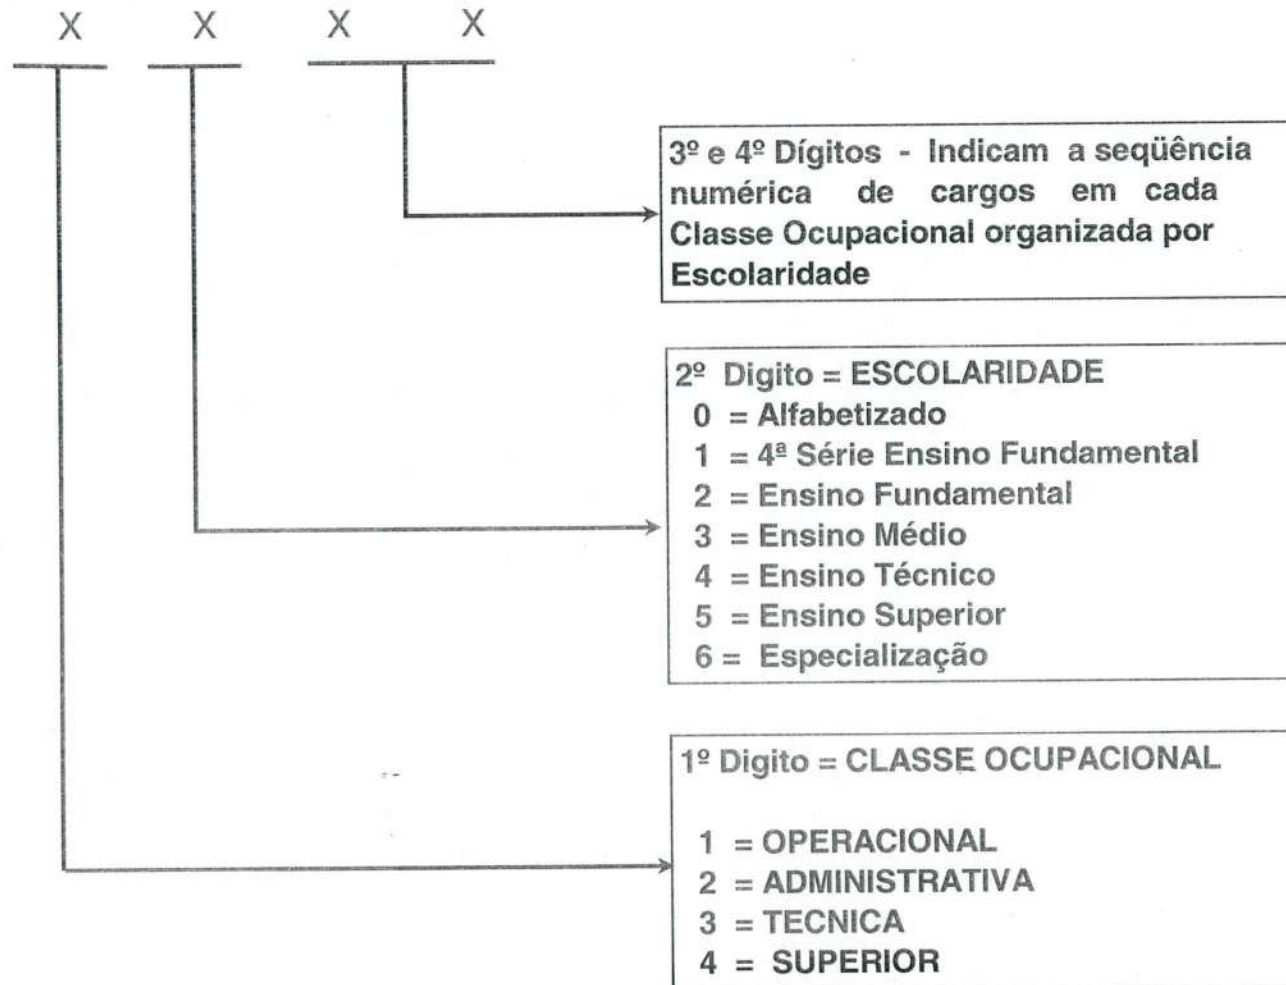 X X X X
3º e 4º Dígitos - Indicam a seqüência
numérica de cargos em cada
Classe Ocupacional organizada por
Escolaridade
2º Digito = ESCOLARIDADE
0 = Alfabetizado
1 = 4ª Série Ensino Fundamental
2 = Ensino Fundamental
3 = Ensino Médio
4 = Ensino Técnico
5 = Ensino Superior
6 = Especialização
1º Digito = CLASSE OCUPACIONAL
1 = OPERACIONAL
2 = ADMINISTRATIVA
3 = TECNICA
4 = SUPERIOR